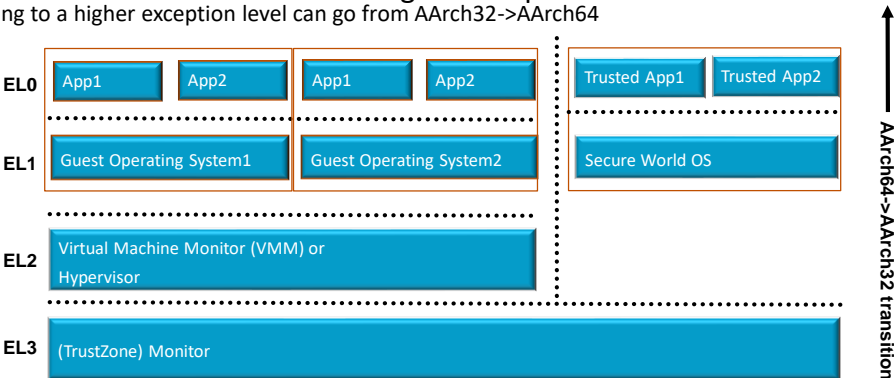 ng to a higher exception level can go from AArch32->AArch64
EL0 App1 App2 App1 App2 Trusted App1 Trusted App2
EL1 Guest Operating System1 Guest Operating System2 Secure World OS
EL2 Virtual Machine Monitor (VMM) or
Hypervisor
EL3 (TrustZone) Monitor
AArch64->AArch32 transition